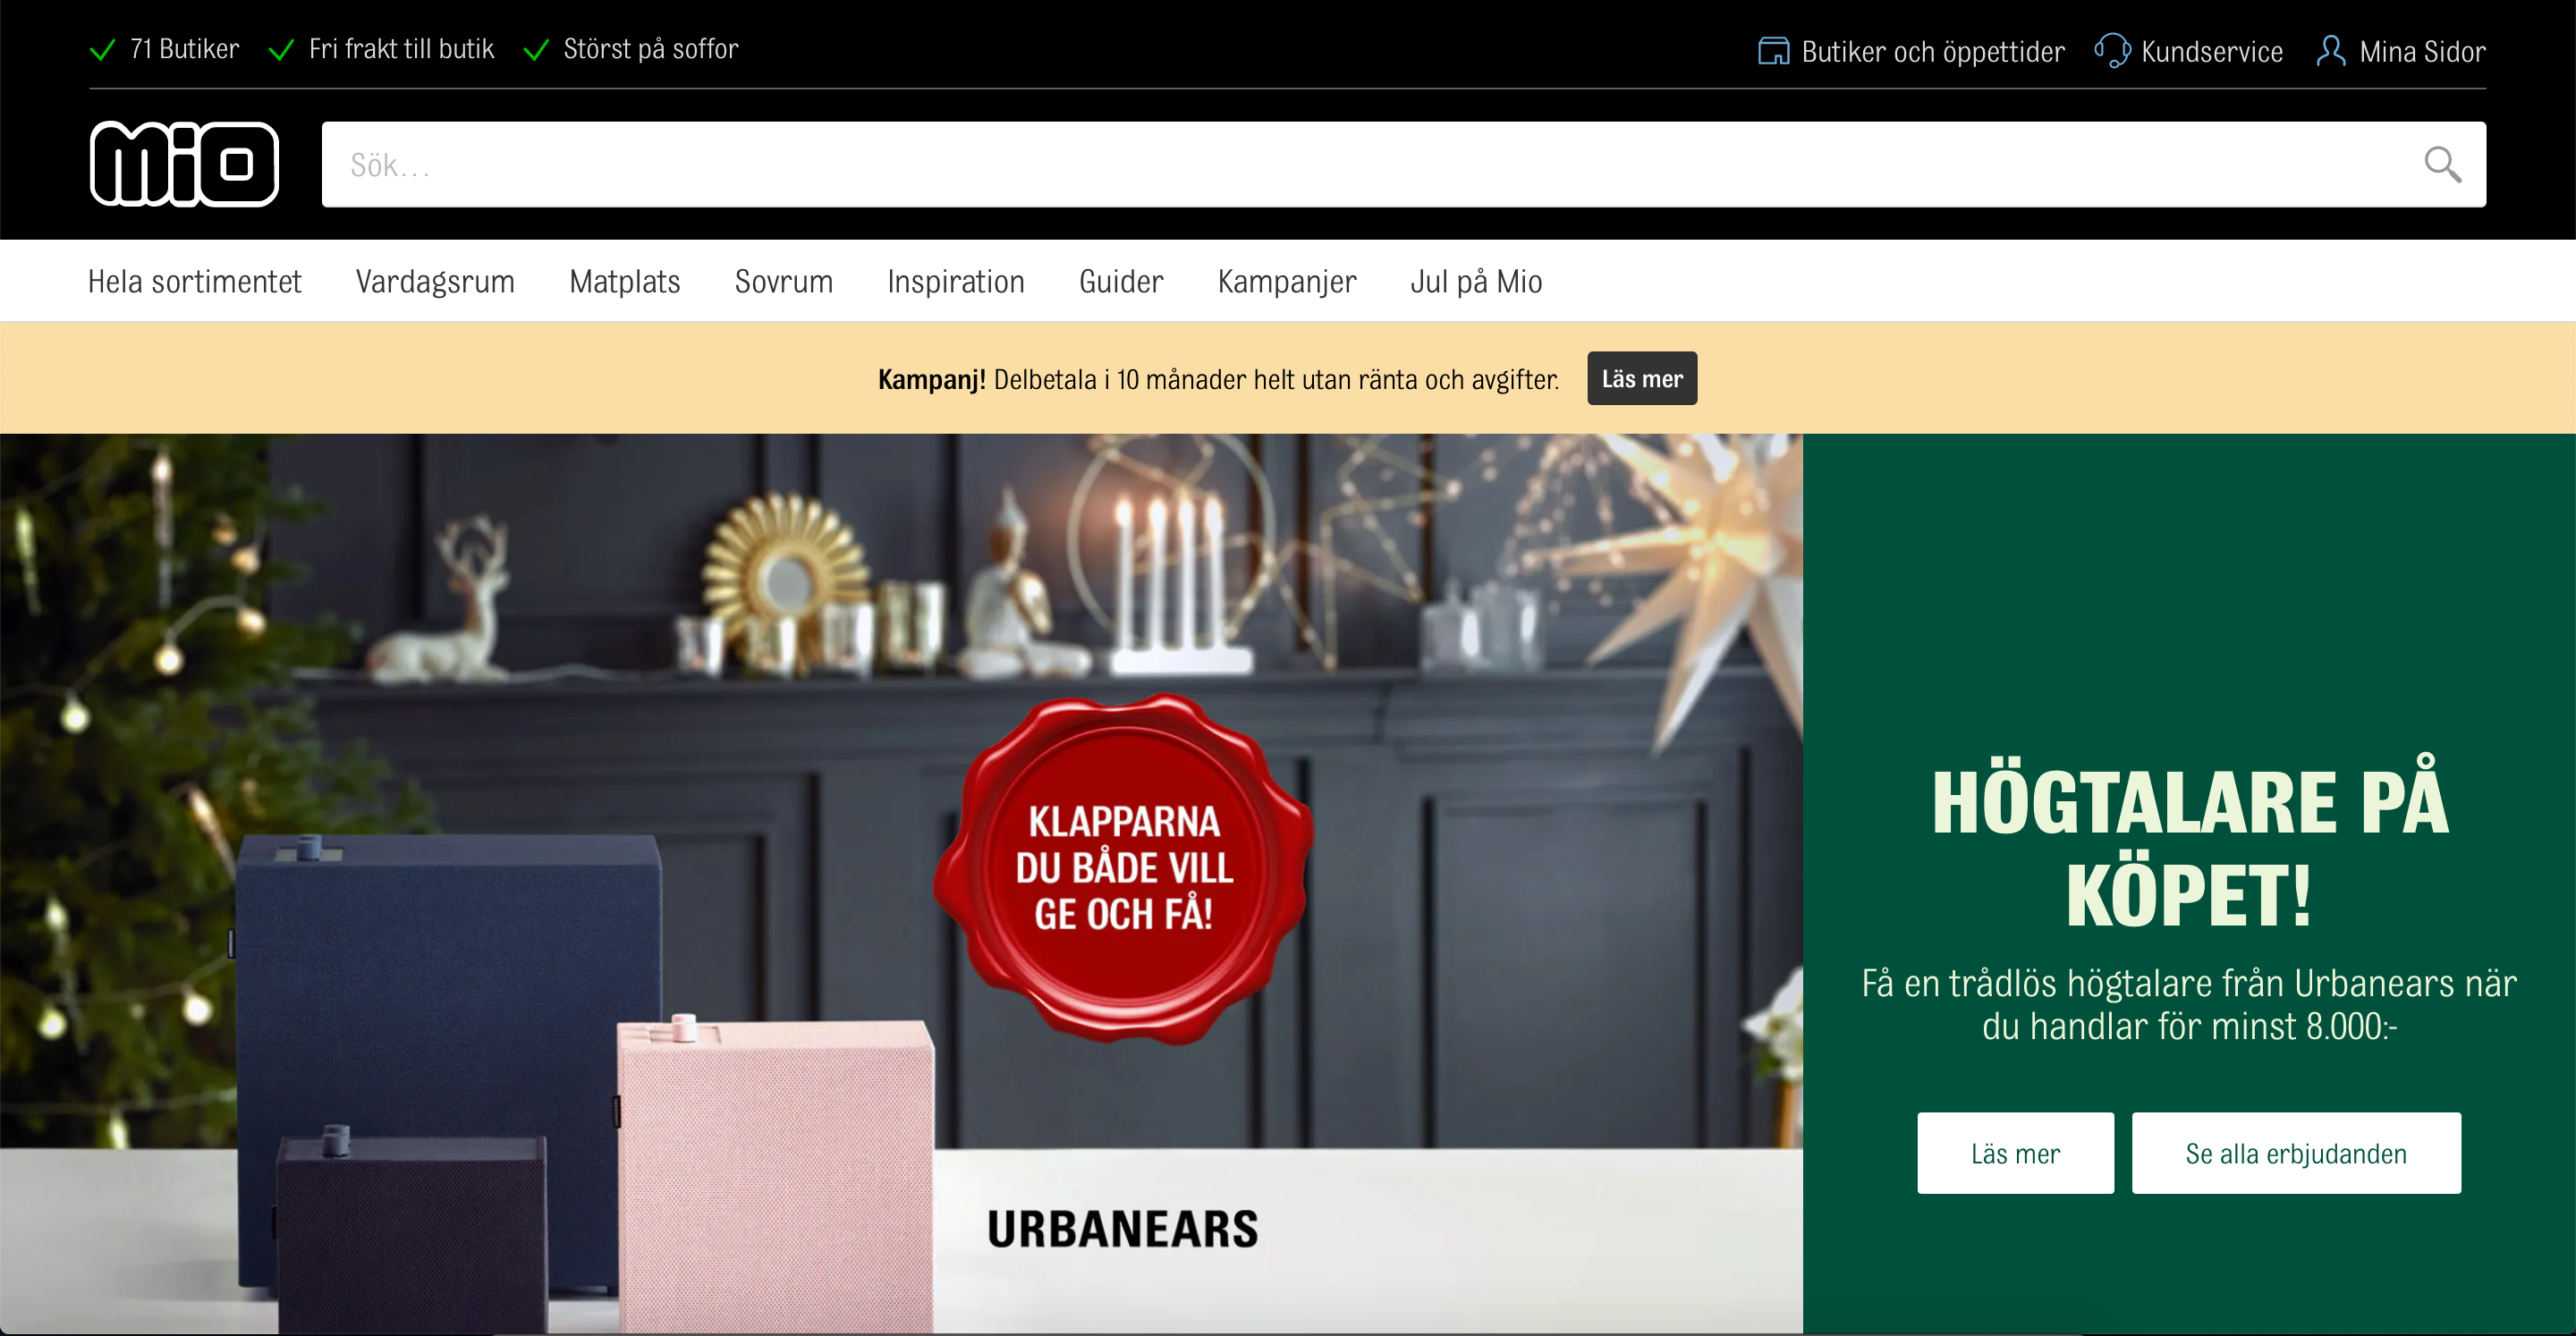 71 Butiker
Fri frakt till butik
Störst på soffor
Butiker och öppettider
Kundservice
Mina Sidor
mio
Sök...
Hela sortimentet
Vardagsrum
Matplats
Sovrum
Inspiration
Guider
Kampanjer
Jul på Mio
Kampanj! Delbetala i 10 månader helt utan ränta och avgifter.
Läs mer
KLAPPARNA
DU BÅDE VILL
GE OCH FÅ!
URBANEARS
HÖGTALARE PÅ
KÖPET!
Få en trådlös högtalare från Urbanears när
du handlar för minst 8.000:-
Läs mer
Se alla erbjudanden